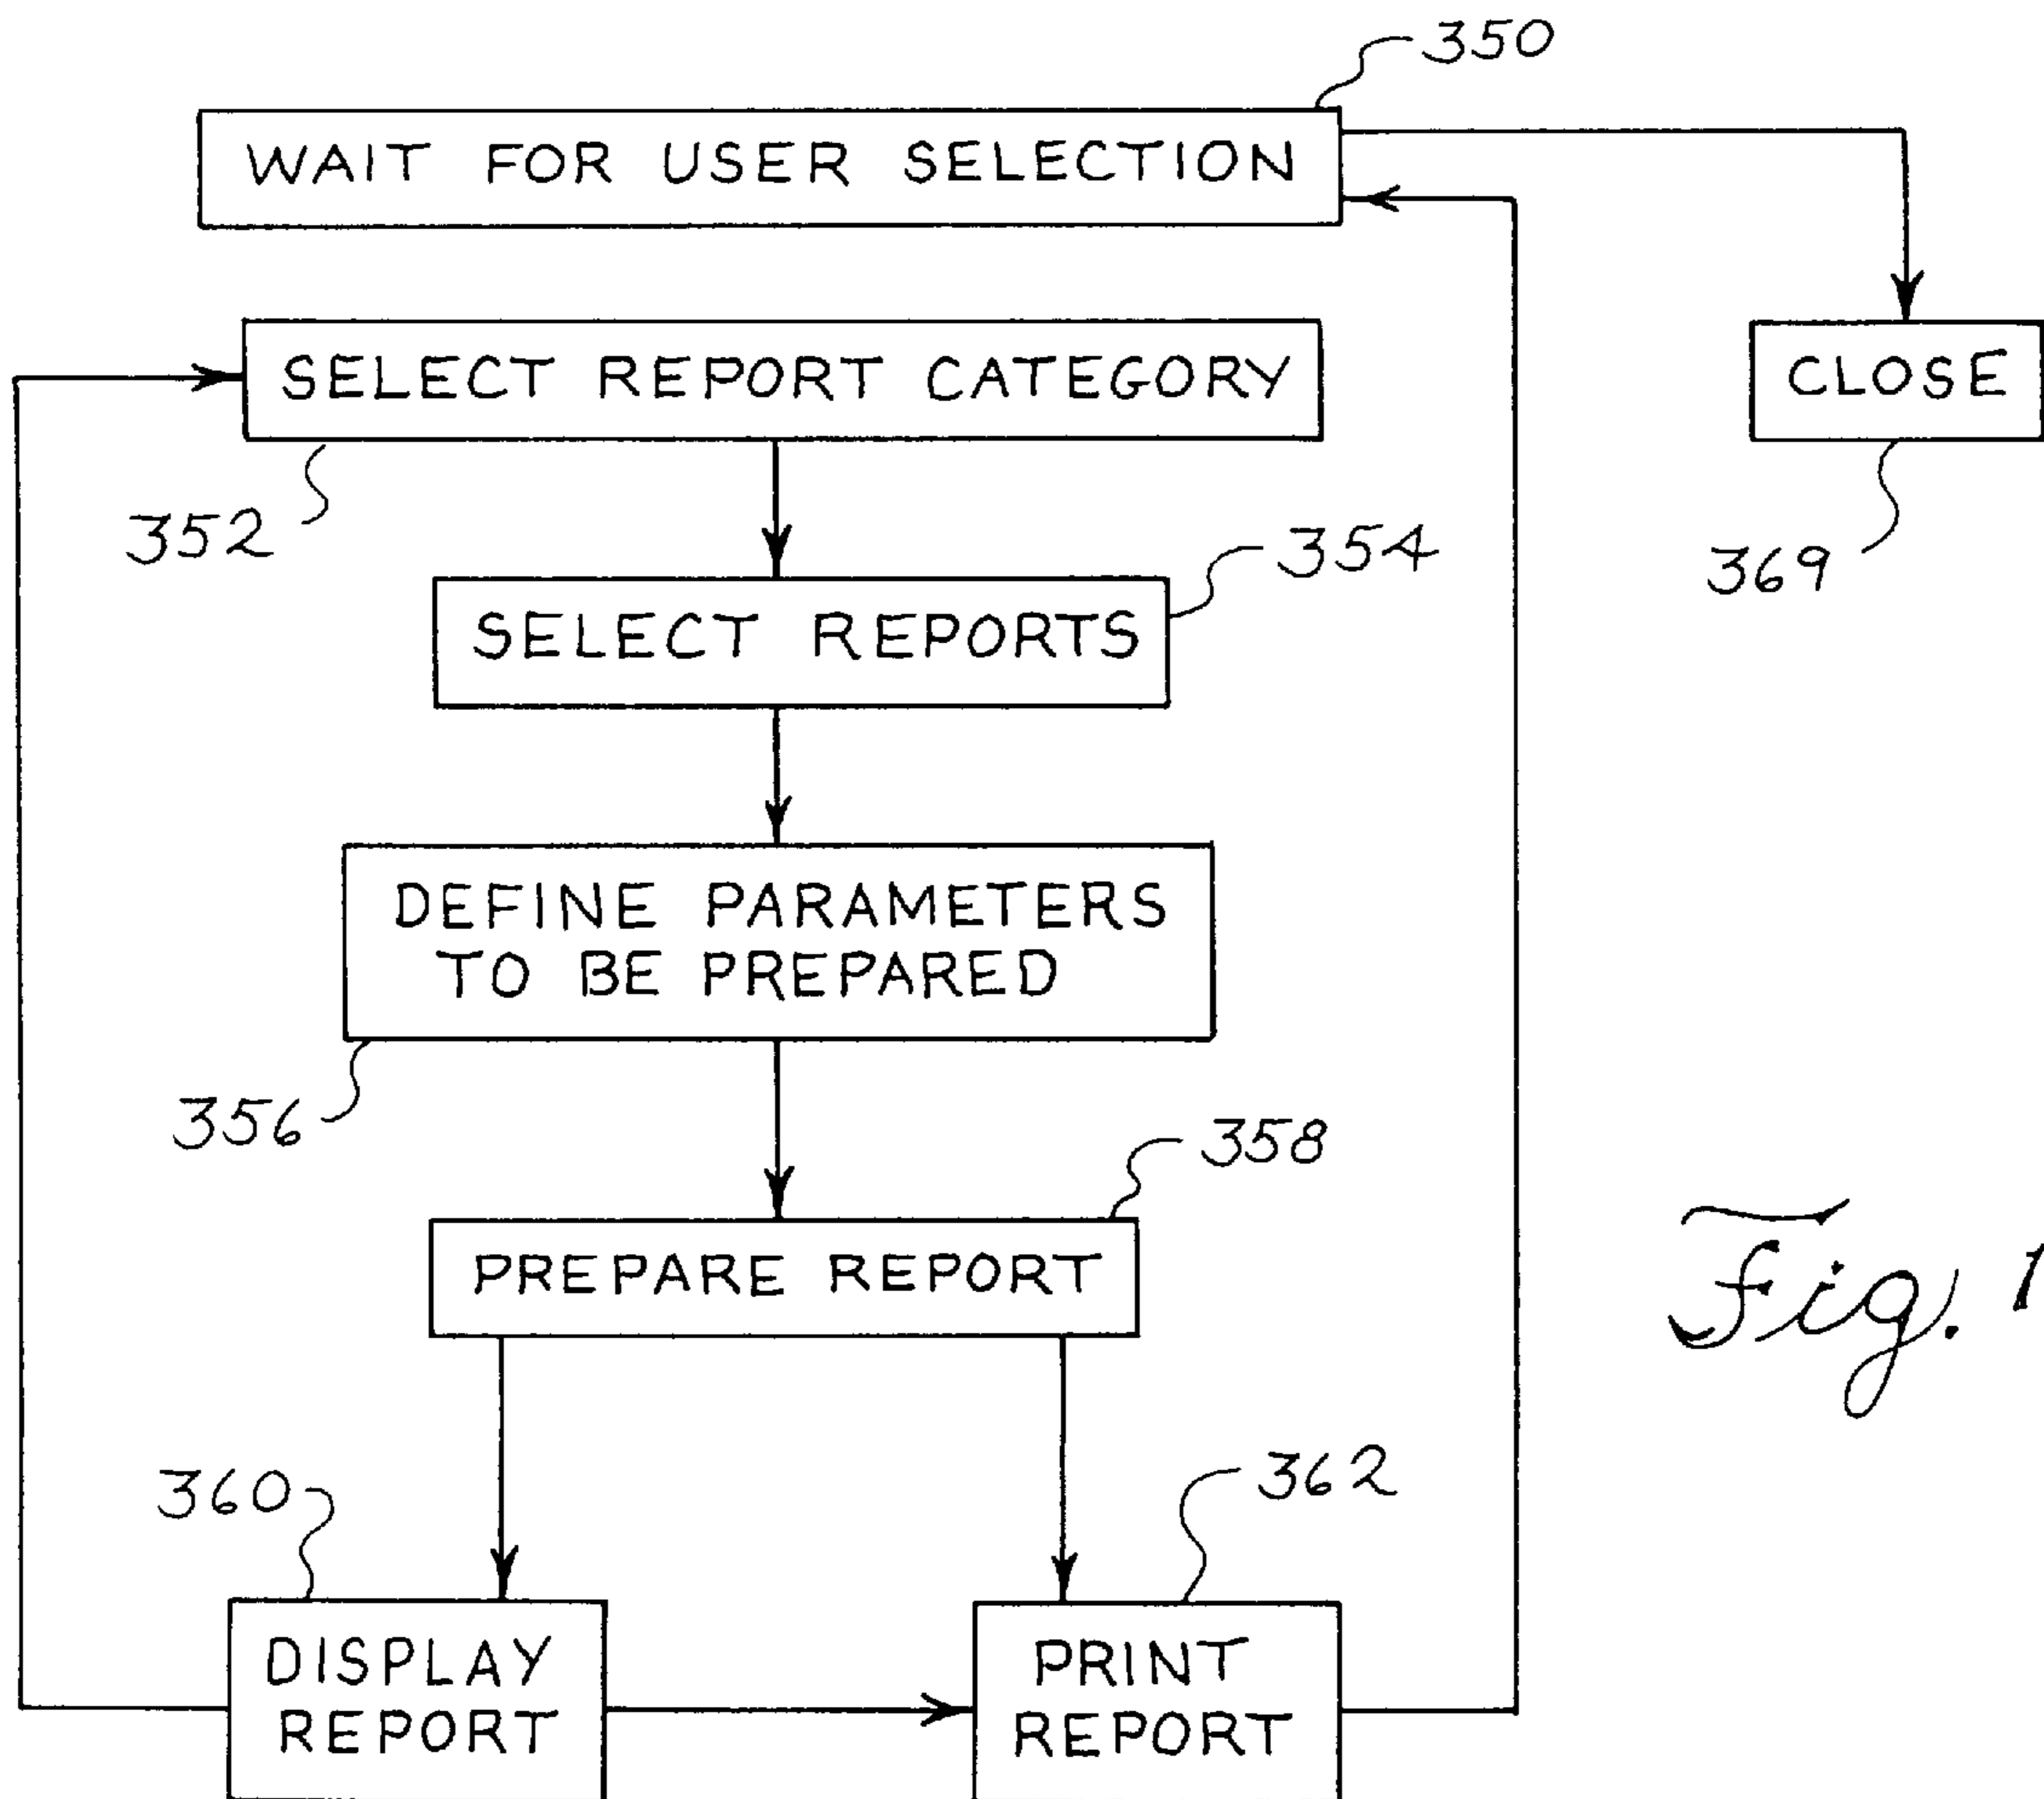 350
WAIT FOR USER SELECTION
SELECT REPORT CATEGORY
CLOSE
352
354
369
SELECT REPORTS
DEFINE PARAMETERS
TO BE PREPARED
356
358
PREPARE REPORT
Fig. 1
360
362
DISPLAY
REPORT
PRINT
REPORT